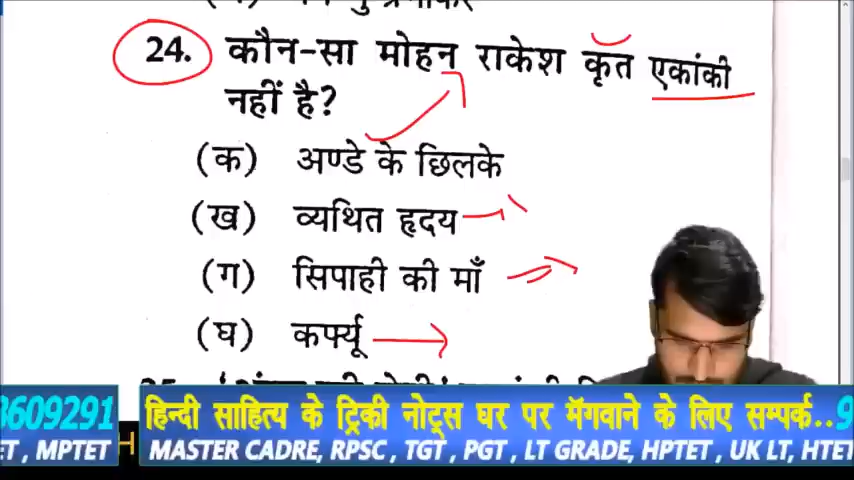 24. कौन-सा मोहन राकेश कृत एकांकी
नहीं है?
(क) अण्डे के छिलके
(ख) व्यथित हृदय
(ग) सिपाही की माँ
(घ) कर्फ्यू
3609291
हिन्दी साहित्य के ट्रिकी नोट्स घर पर मॅगवाने के लिए सम्पर्क..9
ET , MPTET
H
MASTER CADRE, RPSC , TGT , PGT , LT GRADE, HPTET , UK LT, HTET